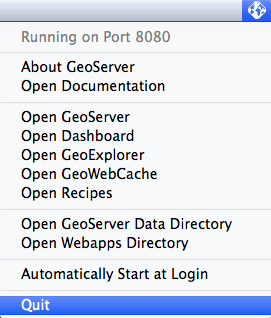 Running on Port 8080
About GeoServer
Open Documentation
Open GeoServer
Open Dashboard
Open GeoExplorer
Open GeoWebCache
Open Recipes
Open GeoServer Data Directory
Open Webapps Directory
Automatically Start at Login
Quit